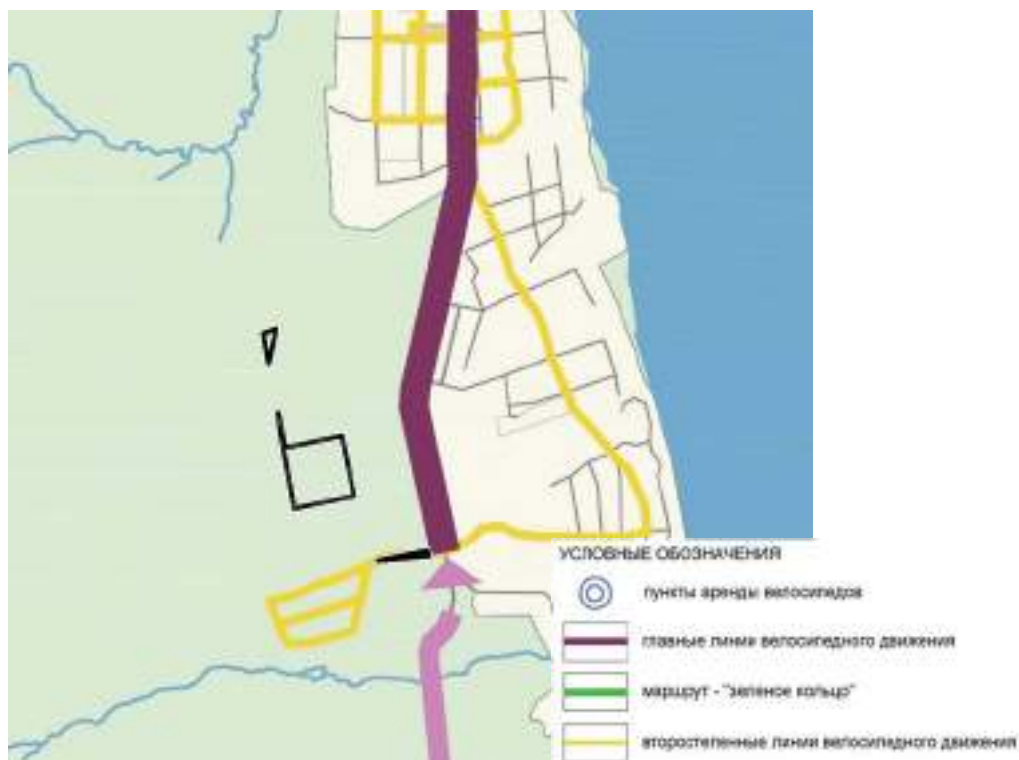 УСЛОВНЫЕ ОБОЗНАЧЕНИЯ
пункты аренды велосипедов
главные линии велосипедного движения
маршрут - "зеленое кольцо"
второстепенные линии велосипедного движения